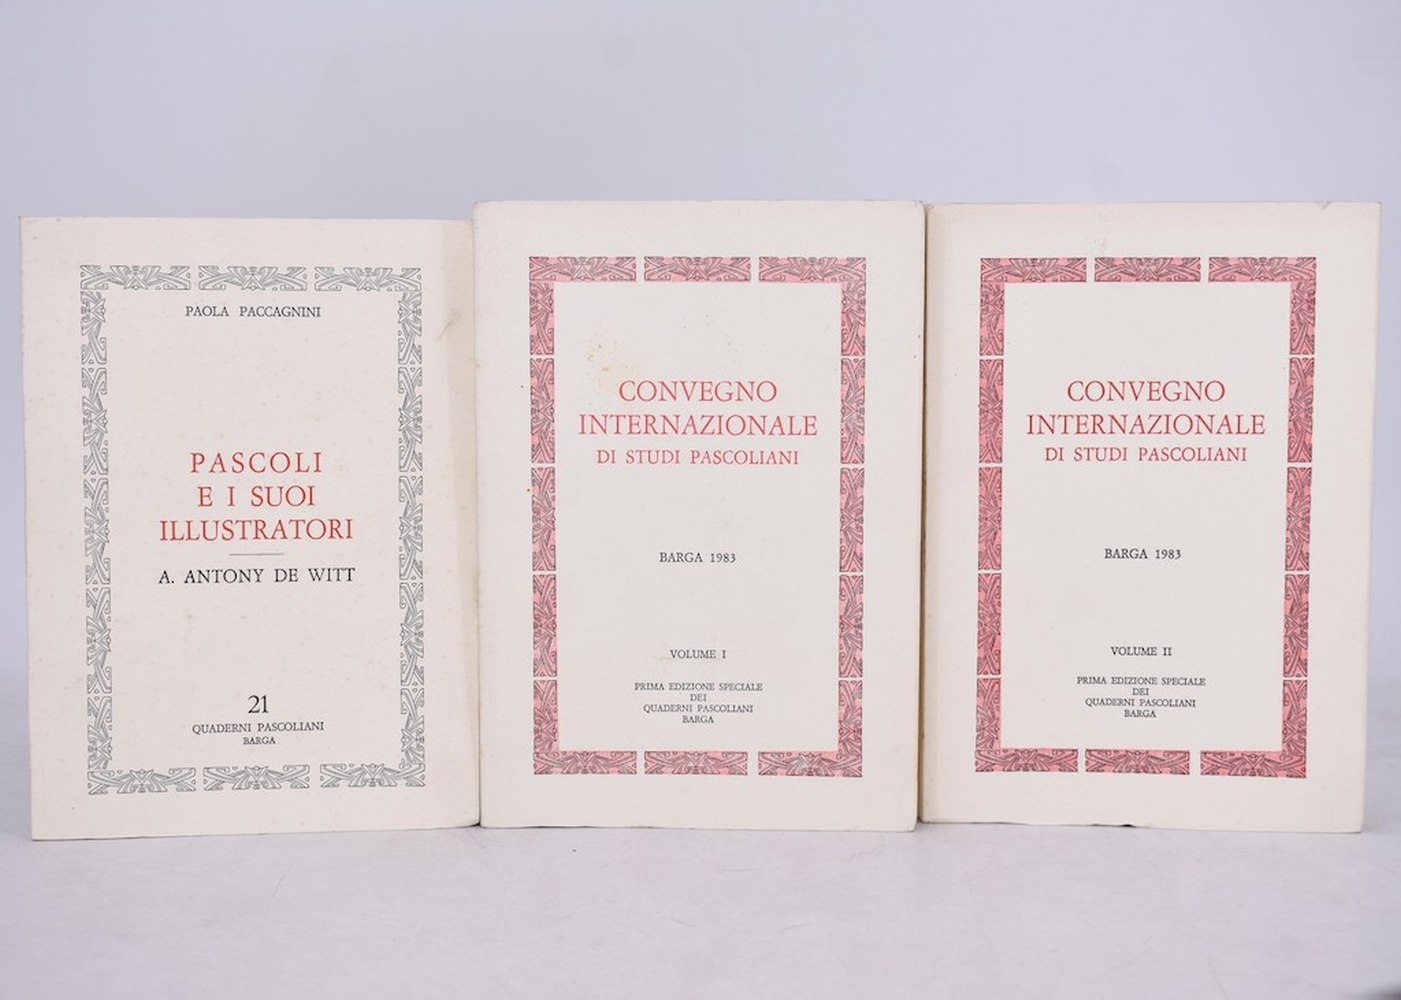 PAOLA PACCAGNINI
PASCOLI
E I SUOI
ILLUSTRATORI
A. ANTONY DE WITT
21
QUADERNI PASCOLIANI
BARGA
CONVEGNO
INTERNAZIONALE
DI STUDI PASCOLIANI
BARGA 1983
VOLUME I
PRIMA EDIZIONE SPECIALE
DEI
QUADERNI PASCOLIANI
BARGA
CONVEGNO
INTERNAZIONALE
DI STUDI PASCOLIANI
BARGA 1983
VOLUME II
PRIMA EDIZIONE SPECIALE
DEI
QUADERNI PASCOLIANI
BARGA